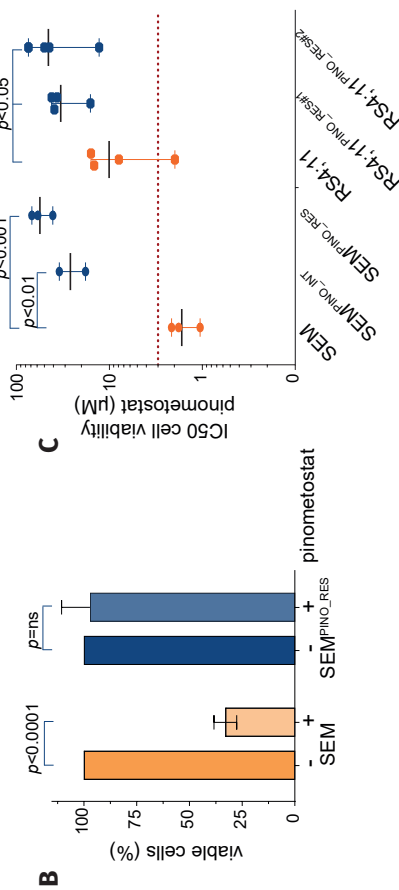 B
viable cells (%)
100
75
50
25
0
p<0.0001
p=ns
- + - + pinometostat
SEM SEM^PINO_RES
C
IC50 cell viability
pinometostat (µM)
100
10
1
0
p<0.01
p<0.001
p<0.05
SEM
SEM^PINO_INT
SEM^PINO_RES
RS4;11
RS4;11^PINO_RES#1
RS4;11^PINO_RES#2